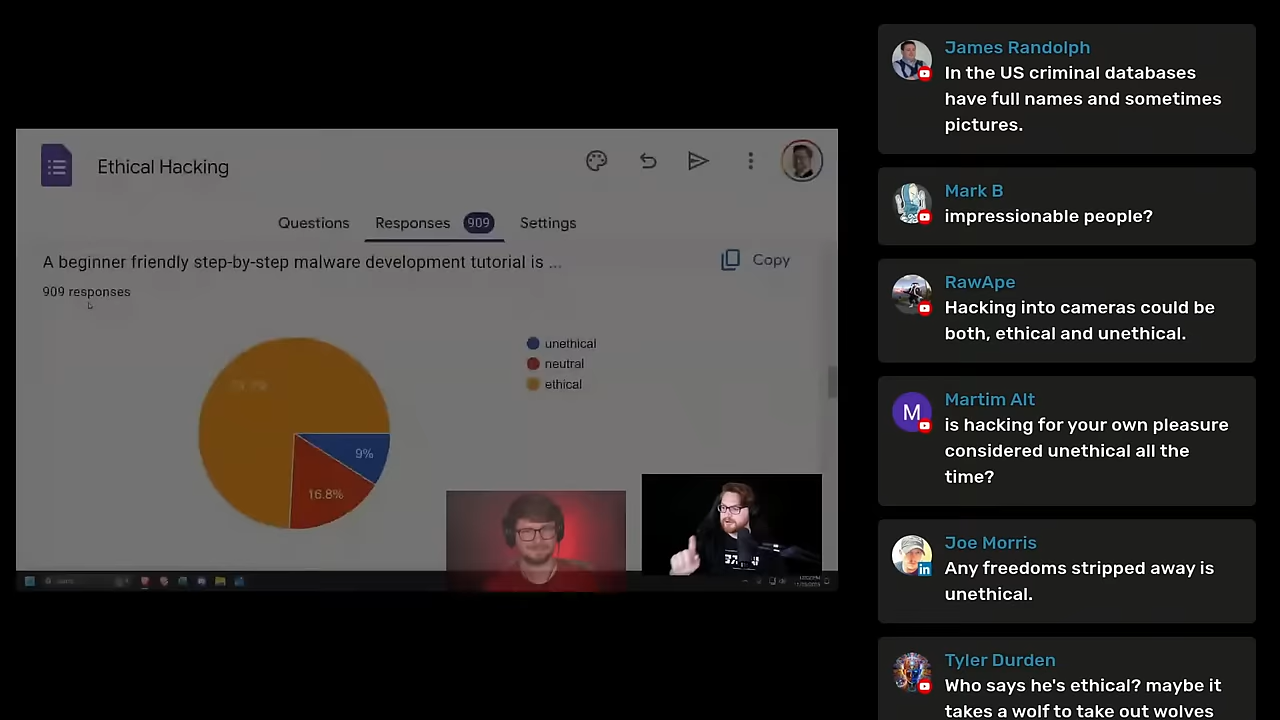 Ethical Hacking
Questions
Responses
909
Settings
A beginner friendly step-by-step malware development tutorial is ...
Copy
909 responses
unethical
neutral
ethical
9%
16.8%
James Randolph
In the US criminal databases
have full names and sometimes
pictures.
Mark B
impressionable people?
RawApe
Hacking into cameras could be
both, ethical and unethical.
M
Martim Alt
is hacking for your own pleasure
considered unethical all the
time?
Joe Morris
in
Any freedoms stripped away is
unethical.
Tyler Durden
Who says he's ethical? maybe it
takes a wolf to take out wolves